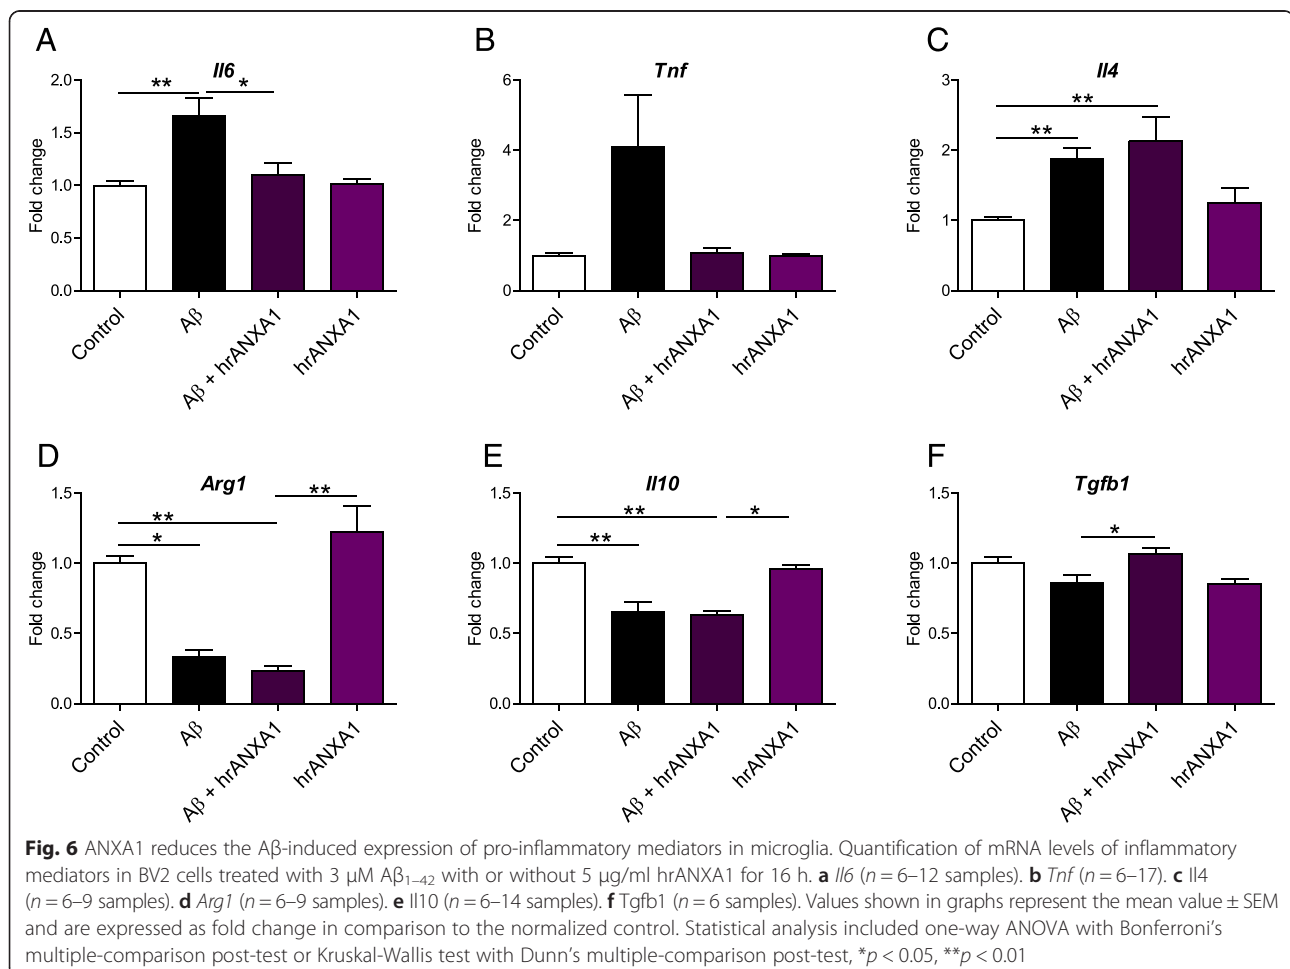 A
Il6
**
*
2.0
1.5
1.0
0.5
0.0
Fold change
Control
Aβ
Aβ + hrANXA1
hrANXA1
B
Tnf
6
4
2
0
Fold change
Control
Aβ
Aβ + hrANXA1
hrANXA1
C
Il4
**
**
3
2
1
0
Fold change
Control
Aβ
Aβ + hrANXA1
hrANXA1
D
Arg1
**
**
*
1.5
1.0
0.5
0.0
Fold change
Control
Aβ
Aβ + hrANXA1
hrANXA1
E
Il10
**
*
**
1.5
1.0
0.5
0.0
Fold change
Control
Aβ
Aβ + hrANXA1
hrANXA1
F
Tgfb1
*
1.5
1.0
0.5
0.0
Fold change
Control
Aβ
Aβ + hrANXA1
hrANXA1
Fig. 6 ANXA1 reduces the Aβ-induced expression of pro-inflammatory mediators in microglia. Quantification of mRNA levels of inflammatory
mediators in BV2 cells treated with 3 μM Aβ1–42 with or without 5 μg/ml hrANXA1 for 16 h. a Il6 (n = 6–12 samples). b Tnf (n = 6–17). c Il4
(n = 6–9 samples). d Arg1 (n = 6–9 samples). e Il10 (n = 6–14 samples). f Tgfb1 (n = 6 samples). Values shown in graphs represent the mean value ± SEM
and are expressed as fold change in comparison to the normalized control. Statistical analysis included one-way ANOVA with Bonferroni’s
multiple-comparison post-test or Kruskal-Wallis test with Dunn’s multiple-comparison post-test, *p < 0.05, **p < 0.01